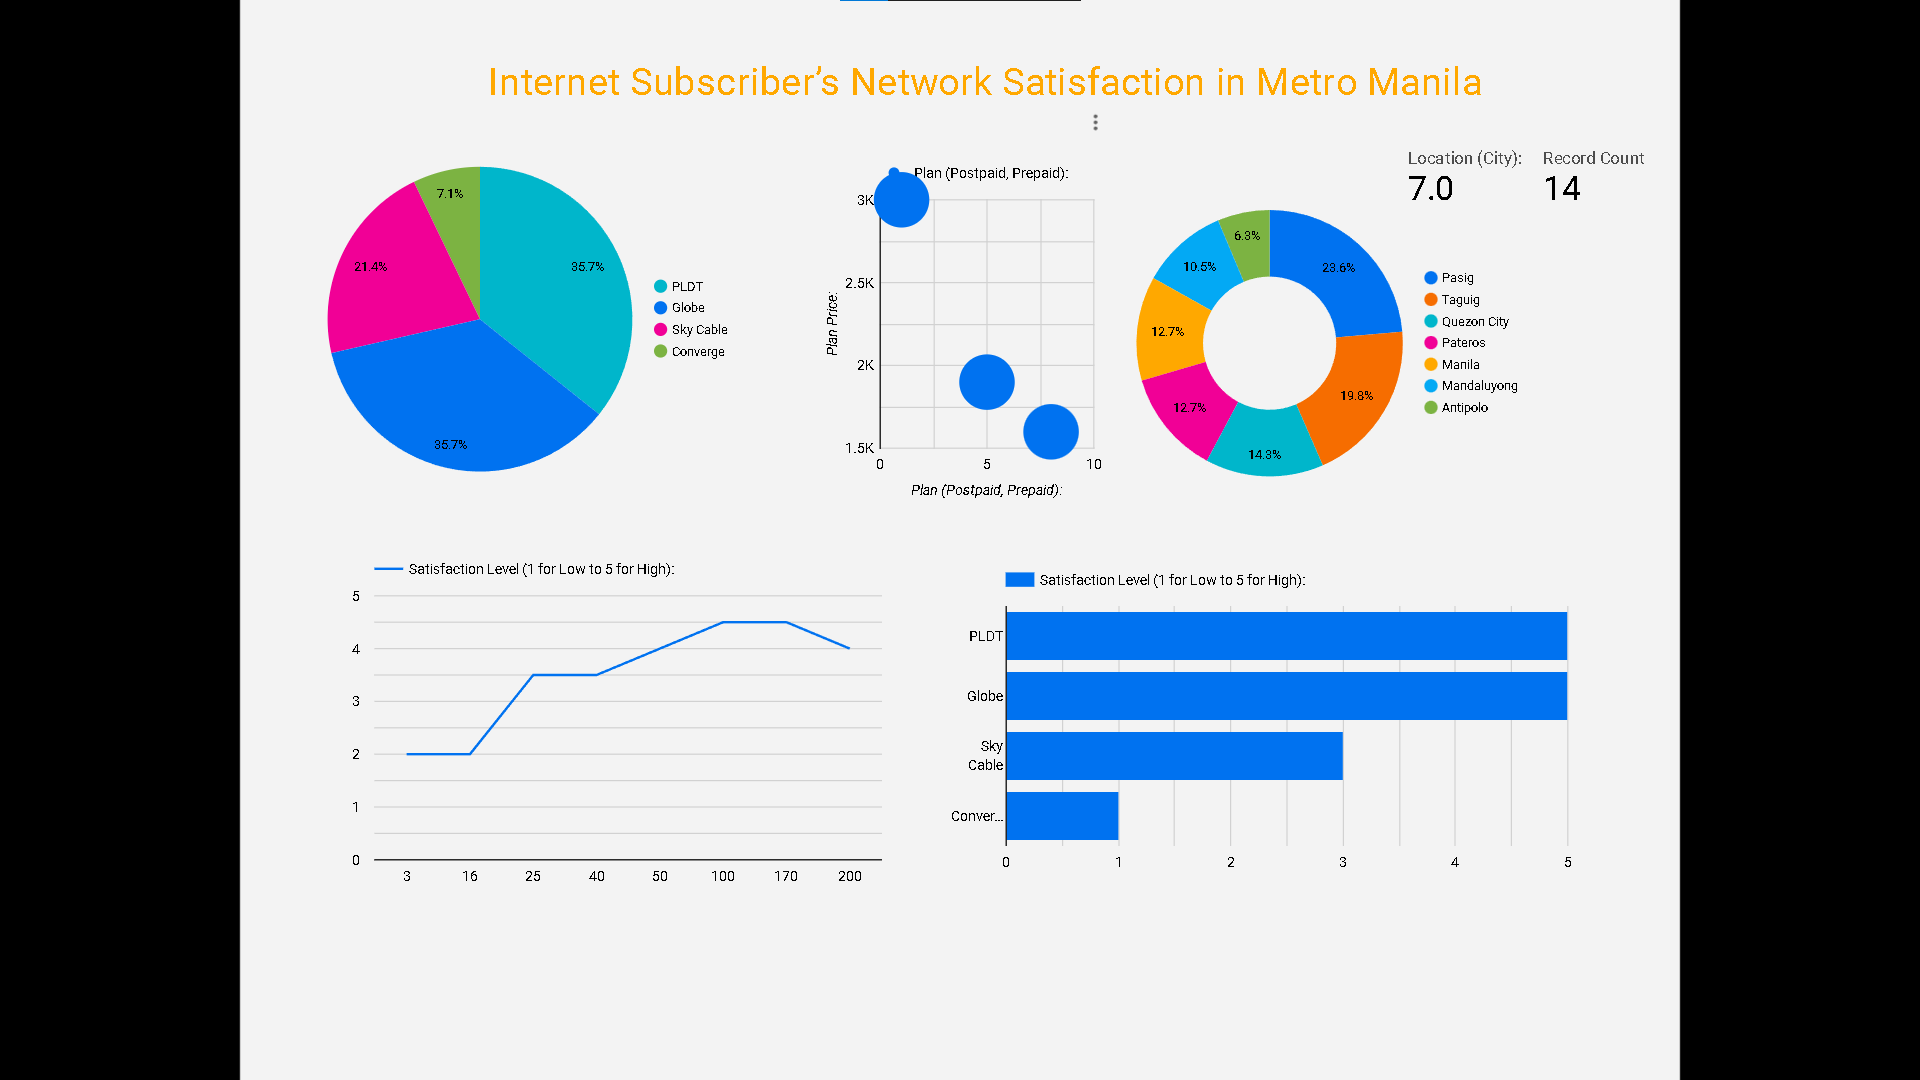 Internet Subscriber’s Network Satisfaction in Metro Manila
Location (City):
7.0
Record Count
14
35.7%
35.7%
21.4%
7.1%
PLDT
Globe
Sky Cable
Converge
Plan (Postpaid, Prepaid):
3K
2.5K
2K
1.5K
Plan Price:
0 5 10
Plan (Postpaid, Prepaid):
23.6%
19.8%
14.3%
12.7%
12.7%
10.5%
6.3%
Pasig
Taguig
Quezon City
Pateros
Manila
Mandaluyong
Antipolo
Satisfaction Level (1 for Low to 5 for High):
5
4
3
2
1
0
3 16 25 40 50 100 170 200
Satisfaction Level (1 for Low to 5 for High):
PLDT
Globe
Sky
Cable
Conver...
0 1 2 3 4 5